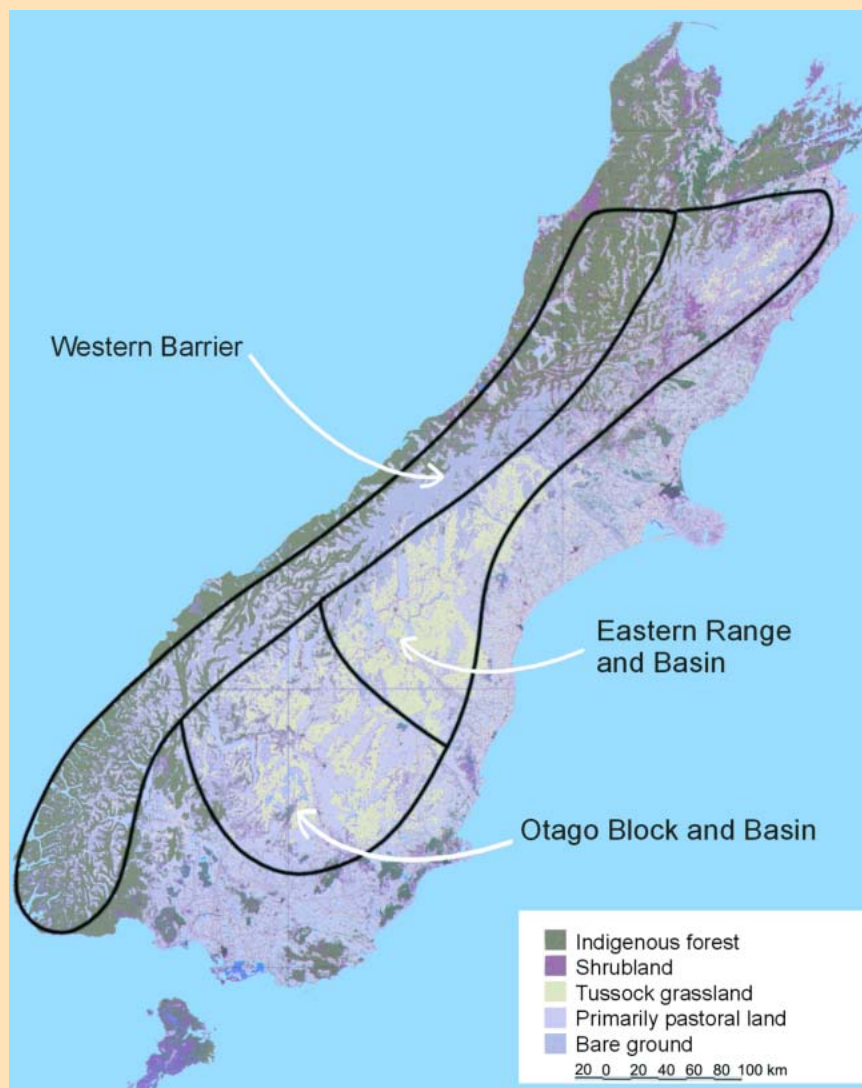 Western Barrier
Eastern Range
and Basin
Otago Block and Basin
Indigenous forest
Shrubland
Tussock grassland
Primarily pastoral land
Bare ground
20 0 20 40 60 80 100 km